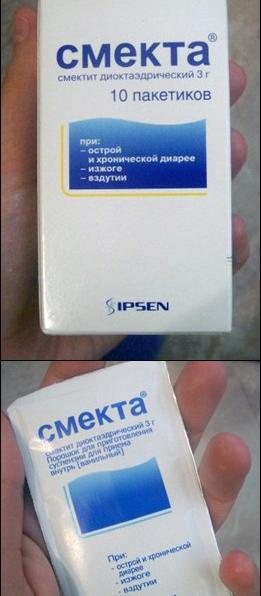 смекта®
смектит диоктаэдрический 3 г
10 пакетиков
при:
– острой
и хронической диарее
– изжоге
– вздутии
IPSEN
смекта®
смектит диоктаэдрический 3 г
Порошок для приготовления
суспензии для приема
внутрь [ванильный]
При:
- острой и хронической
диарее
- изжоге
- вздутии